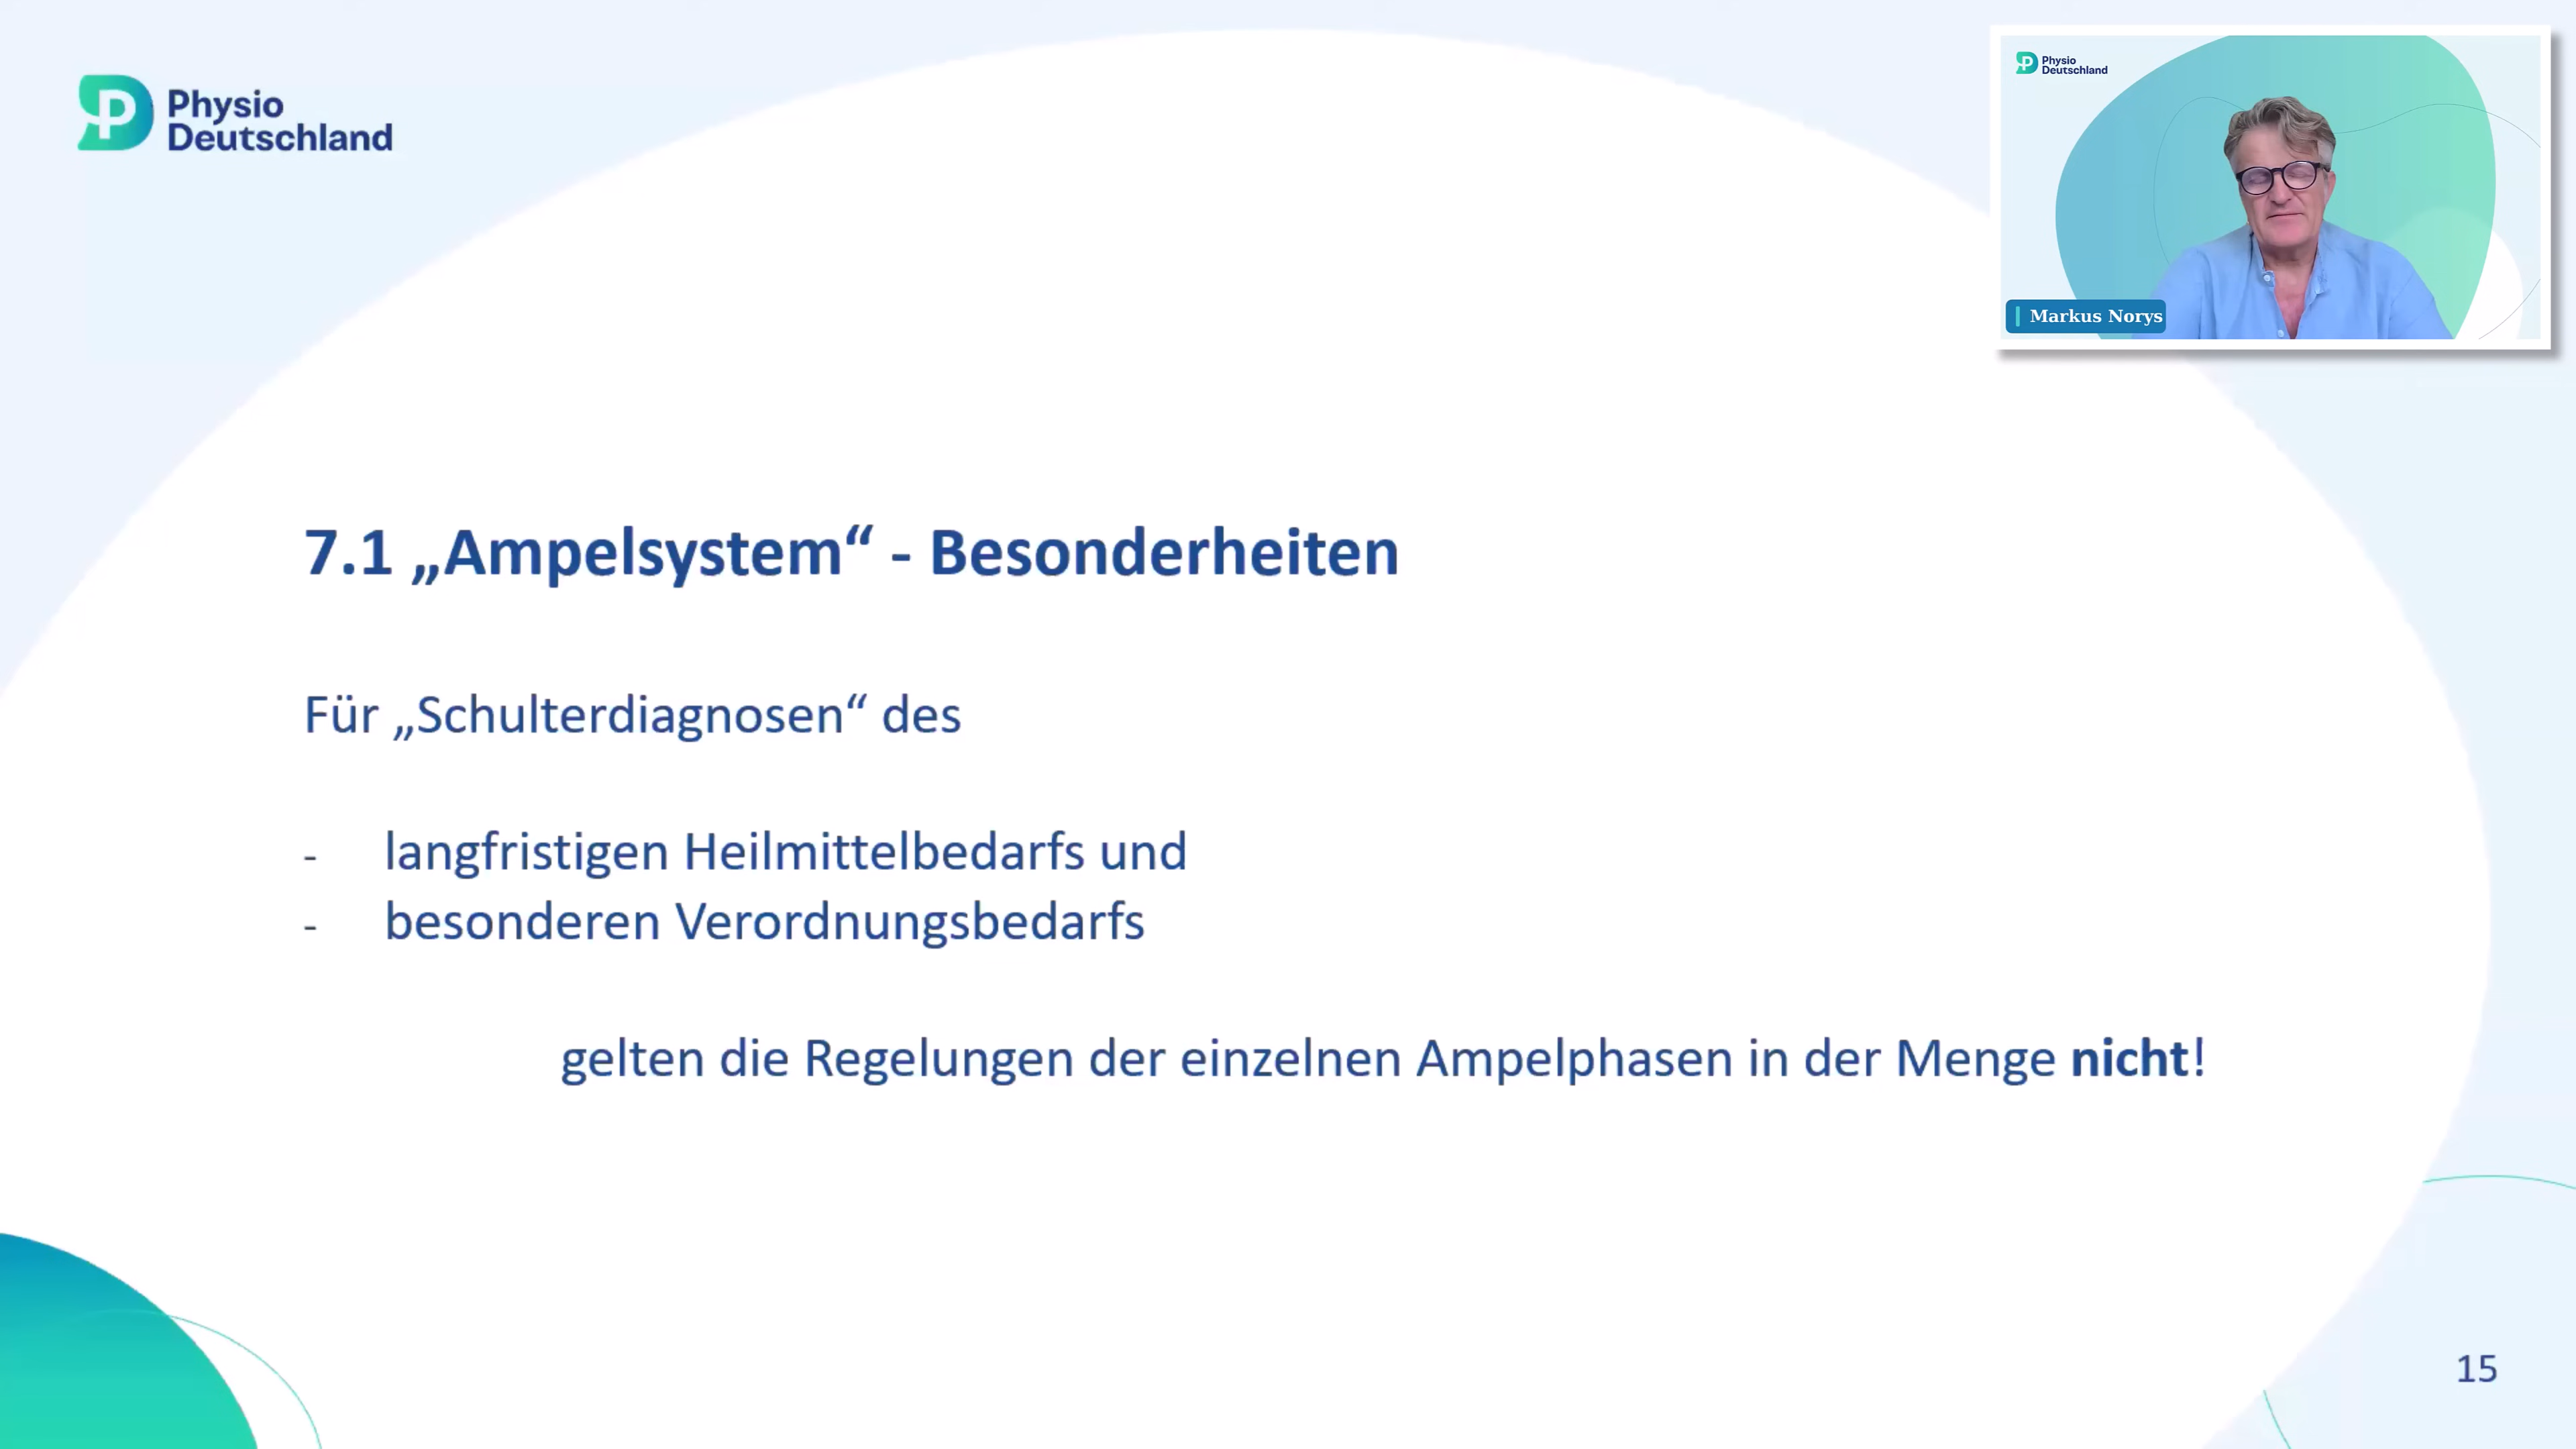 Physio
Deutschland
Physio
Deutschland
Markus Norys
7.1 „Ampelsystem“ - Besonderheiten
Für „Schulterdiagnosen“ des
- langfristigen Heilmittelbedarfs und
- besonderen Verordnungsbedarfs
gelten die Regelungen der einzelnen Ampelphasen in der Menge nicht!
15